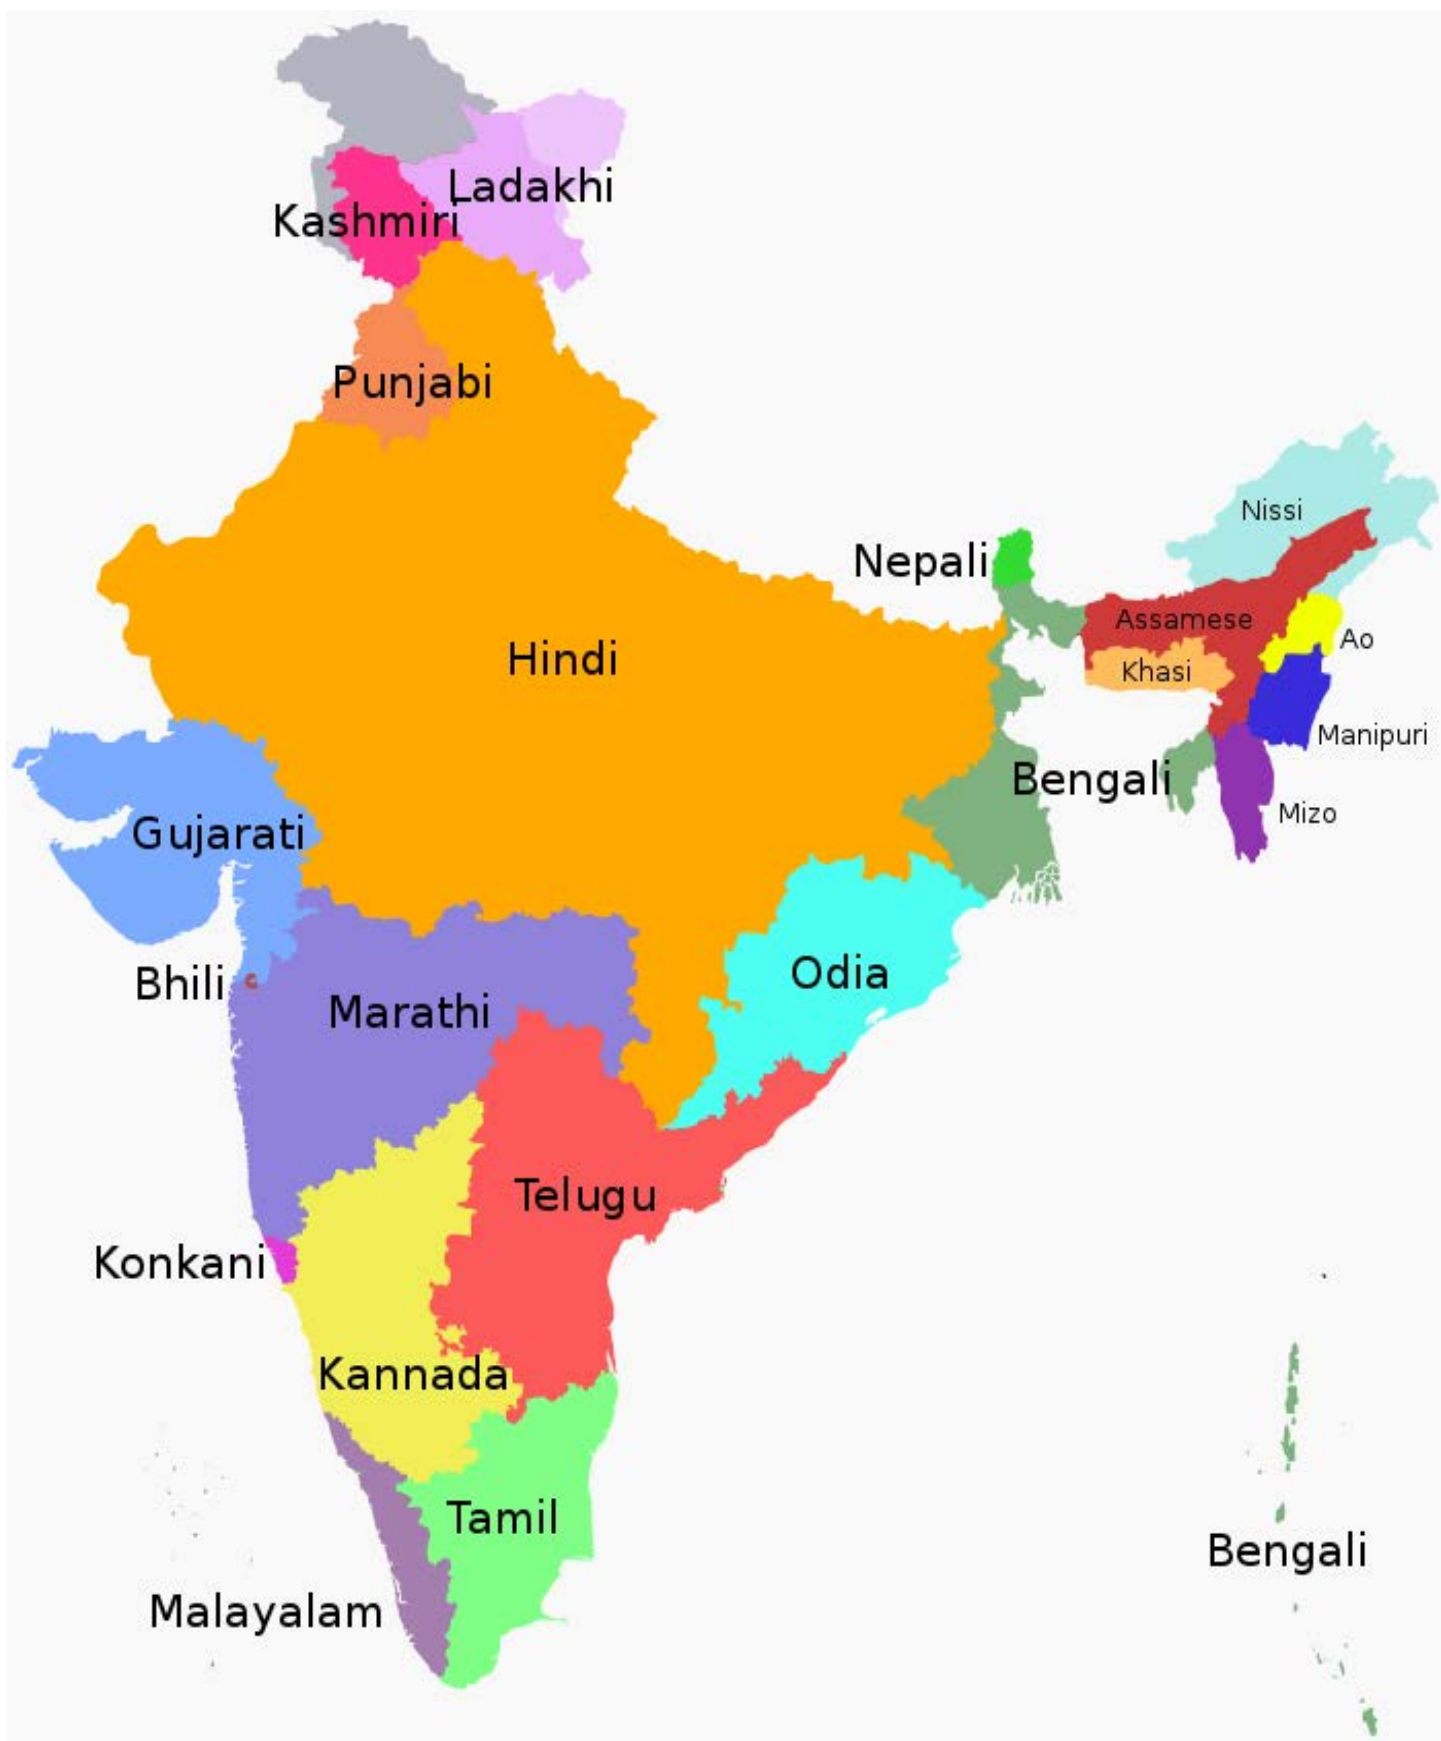 Ladakhi
Kashmiri
Punjabi
Nissi
Nepali
Assamese
Ao
Hindi
Khasi
Manipuri
Bengali
Mizo
Gujarati
Odia
Bhili
Marathi
Telugu
Konkani
Kannada
Tamil
Bengali
Malayalam